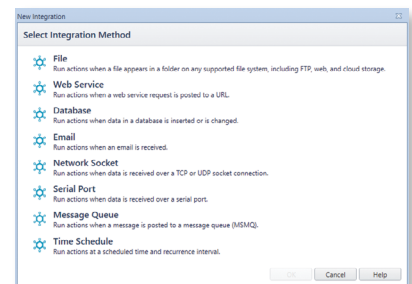 New Integration
Select Integration Method
File
Run actions when a file appears in a folder on any supported file system, including FTP, web, and cloud storage.
Web Service
Run actions when a web service request is posted to a URL.
Database
Run actions when data in a database is inserted or is changed.
Email
Run actions when an email is received.
Network Socket
Run actions when data is received over a TCP or UDP socket connection.
Serial Port
Run actions when data is received over a serial port.
Message Queue
Run actions when a message is posted to a message queue (MSMQ).
Time Schedule
Run actions at a scheduled time and recurrence interval.
OK Cancel Help